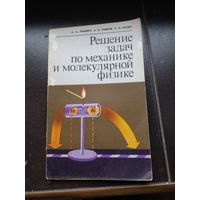 Решение
задач
по механике
и молекулярной
физике